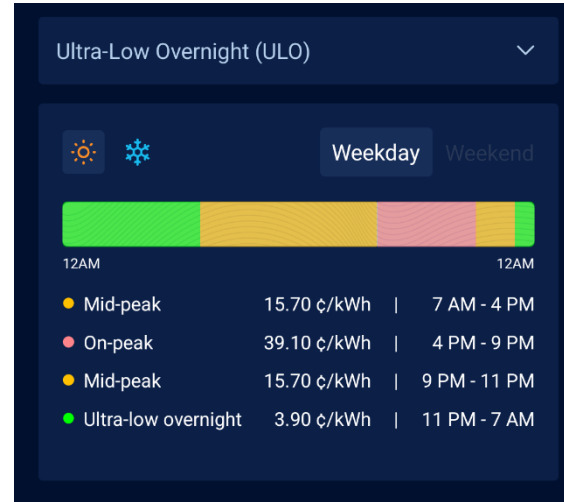 Ultra-Low Overnight (ULO)
Weekday Weekend
12AM 12AM
Mid-peak 15.70 ¢/kWh | 7 AM - 4 PM
On-peak 39.10 ¢/kWh | 4 PM - 9 PM
Mid-peak 15.70 ¢/kWh | 9 PM - 11 PM
Ultra-low overnight 3.90 ¢/kWh | 11 PM - 7 AM